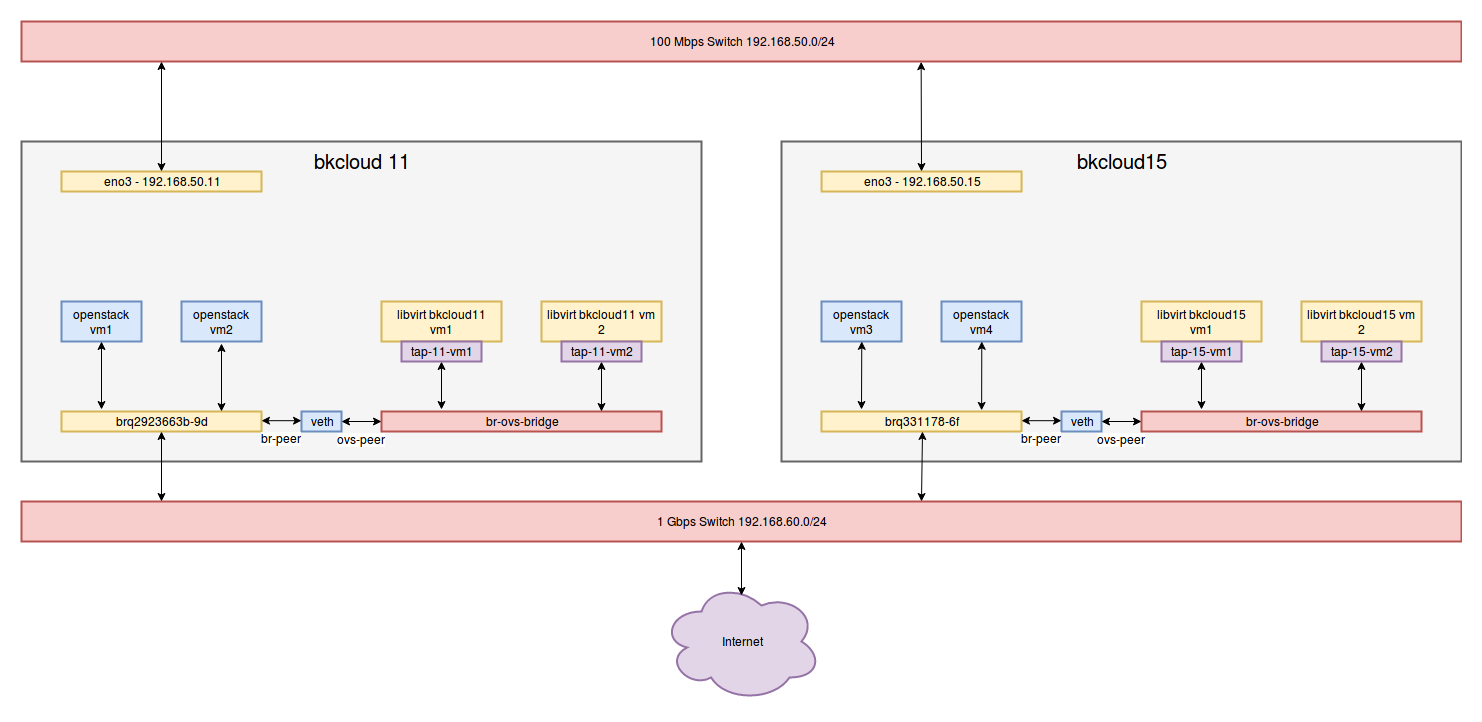 100 Mbps Switch 192.168.50.0/24
bkcloud 11
eno3 - 192.168.50.11
openstack
vm1
openstack
vm2
libvirt bkcloud11
vm1
tap-11-vm1
libvirt bkcloud11 vm
2
tap-11-vm2
brq2923663b-9d
br-peer
veth
ovs-peer
br-ovs-bridge
bkcloud15
eno3 - 192.168.50.15
openstack
vm3
openstack
vm4
libvirt bkcloud15
vm1
tap-15-vm1
libvirt bkcloud15 vm
2
tap-15-vm2
brq331178-6f
br-peer
veth
ovs-peer
br-ovs-bridge
1 Gbps Switch 192.168.60.0/24
Internet